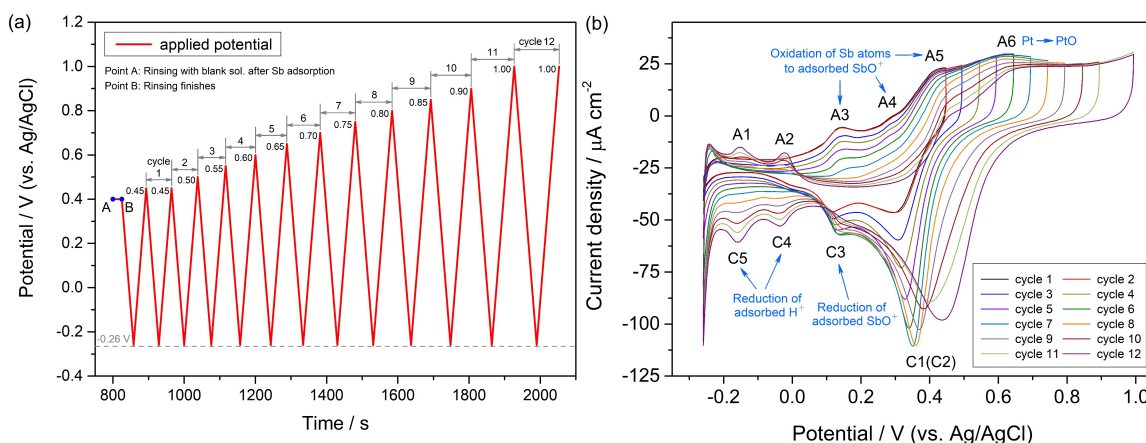 (a)
applied potential
Point A: Rinsing with blank sol. after Sb adsorption
Point B: Rinsing finishes
Potential / V (vs. Ag/AgCl)
1.2
1.0
0.8
0.6
0.4
0.2
0.0
-0.2
-0.4
A
B
-0.26 V
cycle
1
2
3
4
5
6
7
8
9
10
11
cycle 12
0.45
0.45
0.50
0.55
0.60
0.65
0.70
0.75
0.80
0.85
0.90
1.00
1.00
800
1000
1200
1400
1600
1800
2000
Time / s
(b)
Current density / μA cm-2
50
25
0
-25
-50
-75
-100
-125
A1
A2
A3
A4
A5
A6
Pt → PtO
Oxidation of Sb atoms
to adsorbed SbO+
C5
C4
C3
Reduction of
adsorbed H+
Reduction of
adsorbed SbO+
C1(C2)
cycle 1
cycle 2
cycle 3
cycle 4
cycle 5
cycle 6
cycle 7
cycle 8
cycle 9
cycle 10
cycle 11
cycle 12
-0.2
0.0
0.2
0.4
0.6
0.8
1.0
Potential / V (vs. Ag/AgCl)